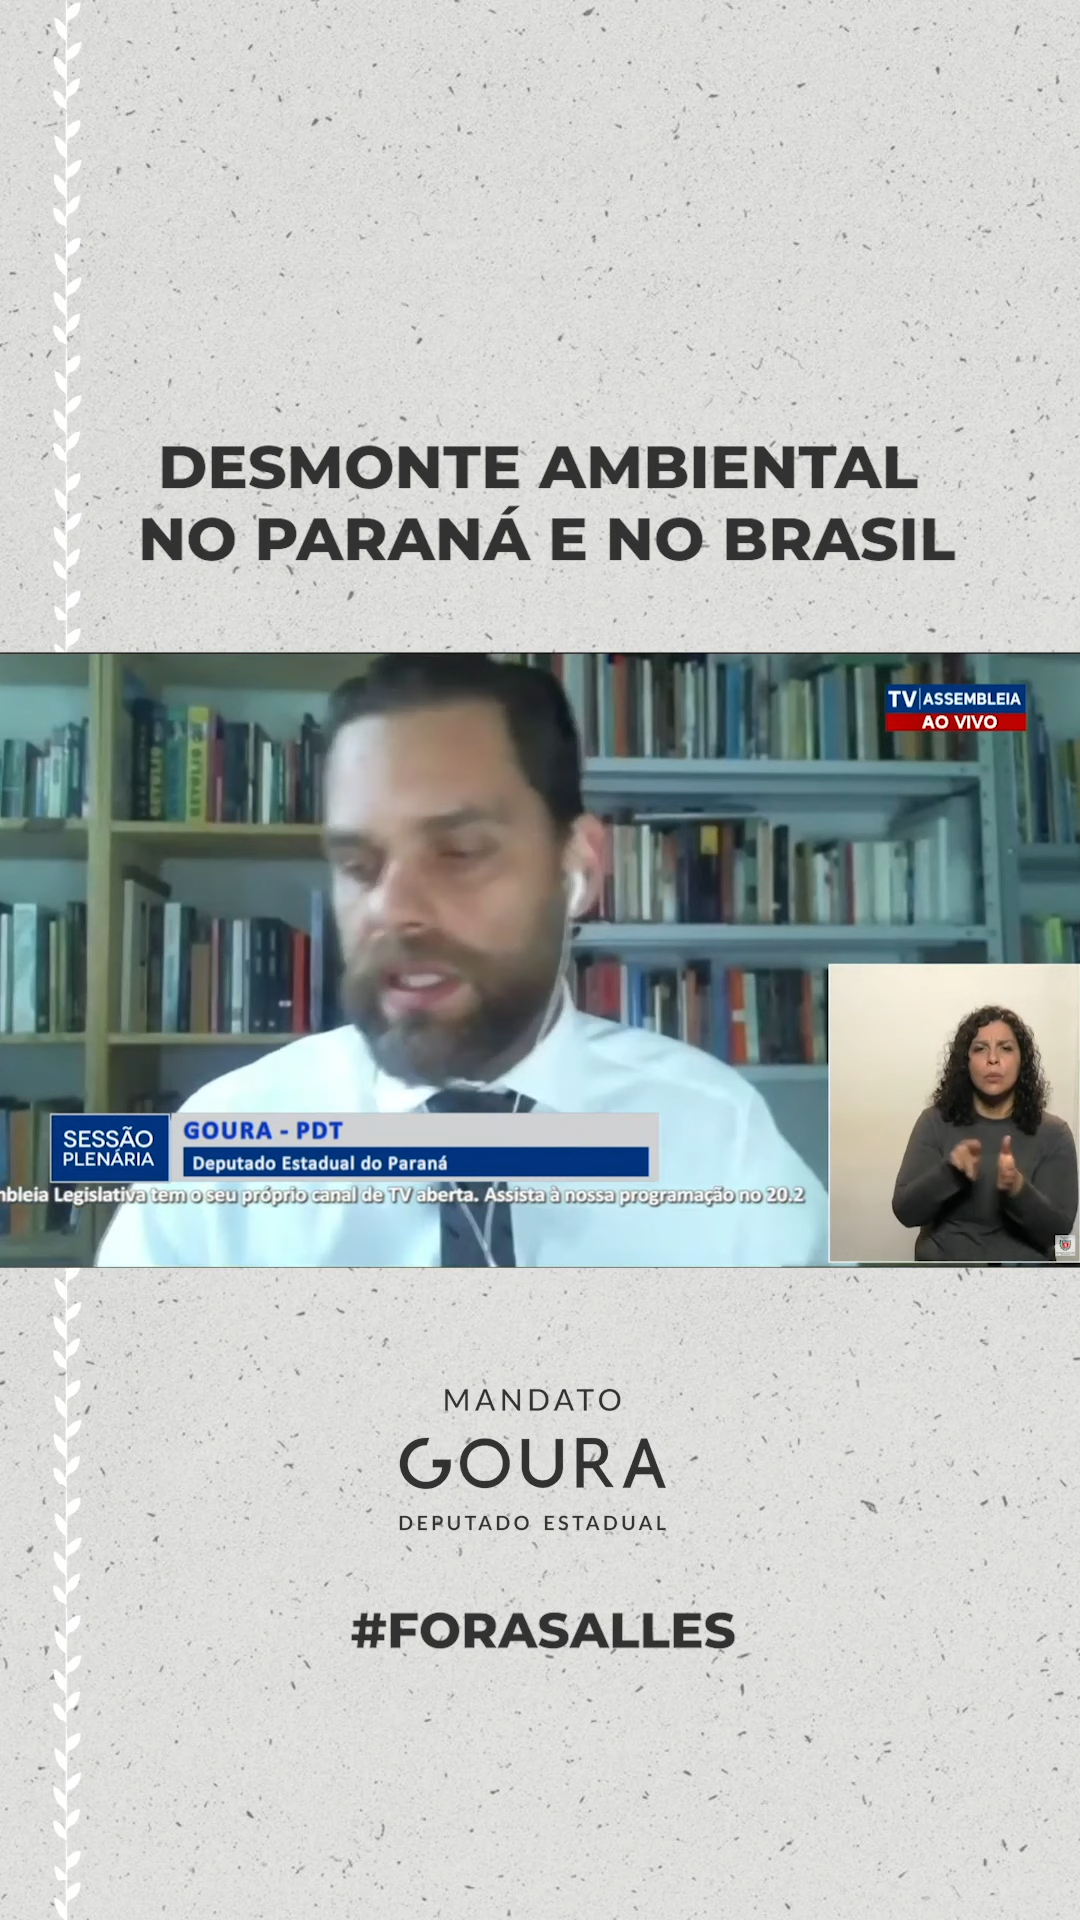 DESMONTE AMBIENTAL
NO PARANÁ E NO BRASIL
TV ASSEMBLEIA
AO VIVO
GETULIO
GETULIO
SESSÃO
PLENÁRIA
GOURA - PDT
Deputado Estadual do Paraná
mbleia Legislativa tem o seu próprio canal de TV aberta. Assista à nossa programação no 20.2
MANDATO
GOURA
DEPUTADO ESTADUAL
#FORASALLES